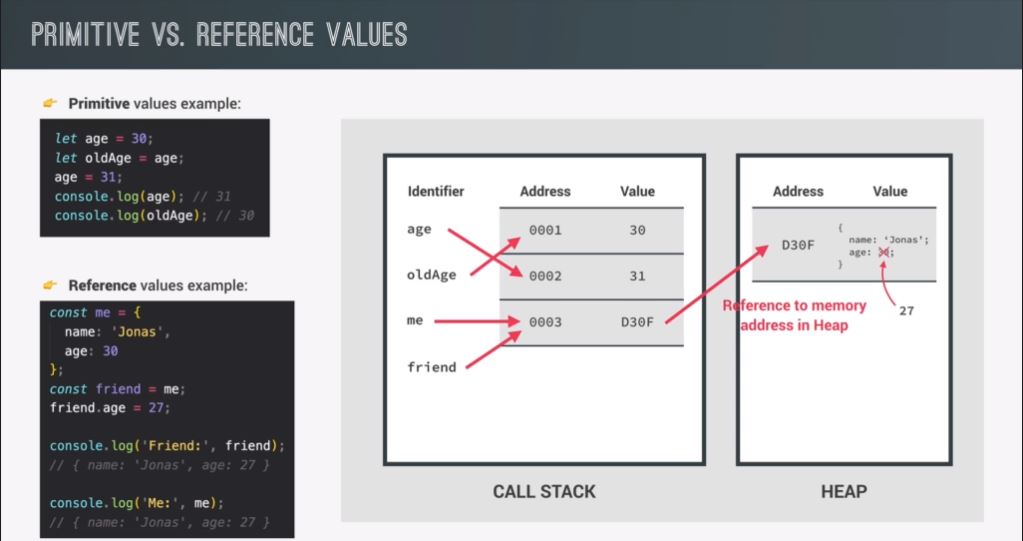 PRIMITIVE VS. REFERENCE VALUES
👉 Primitive values example:
let age = 30;
let oldAge = age;
age = 31;
console.log(age); // 31
console.log(oldAge); // 30
👉 Reference values example:
const me = {
name: 'Jonas',
age: 30
};
const friend = me;
friend.age = 27;
console.log('Friend:', friend);
// { name: 'Jonas', age: 27 }
console.log('Me:', me);
// { name: 'Jonas', age: 27 }
Identifier Address Value
age 0001 30
oldAge 0002 31
me 0003 D30F
friend
CALL STACK
Address Value
D30F
{
name: 'Jonas';
age: 30;
}
27
Reference to memory
address in Heap
HEAP